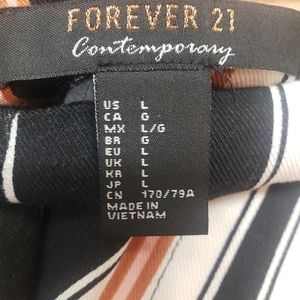 FOREVER 21
Contemporary
US L
CA G
MX L/G
BR G
EU L
UK L
KR L
JP L
CN 170/79A
MADE IN
VIETNAM